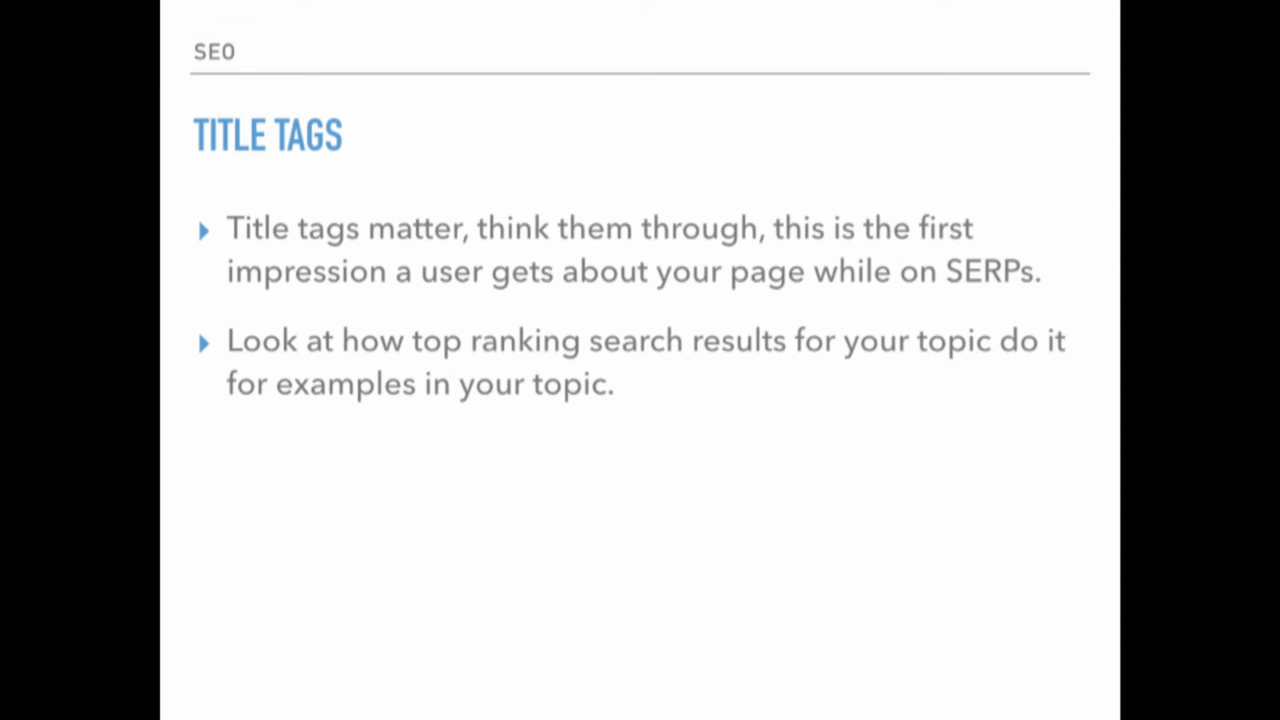 SEO
TITLE TAGS
Title tags matter, think them through, this is the first
impression a user gets about your page while on SERPs.
Look at how top ranking search results for your topic do it
for examples in your topic.